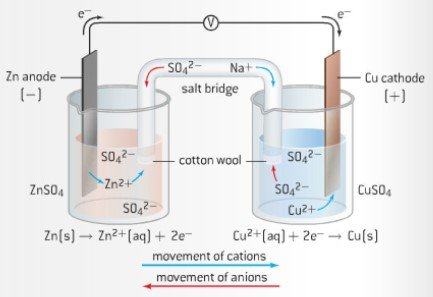 e⁻
V
e⁻
Zn anode
(-)
SO₄²⁻
Na⁺
salt bridge
Cu cathode
(+)
SO₄²⁻
Zn²⁺
SO₄²⁻
cotton wool
SO₄²⁻
SO₄²⁻
Cu²⁺
ZnSO₄
CuSO₄
Zn(s) → Zn²⁺(aq) + 2e⁻
Cu²⁺(aq) + 2e⁻ → Cu(s)
movement of cations
movement of anions